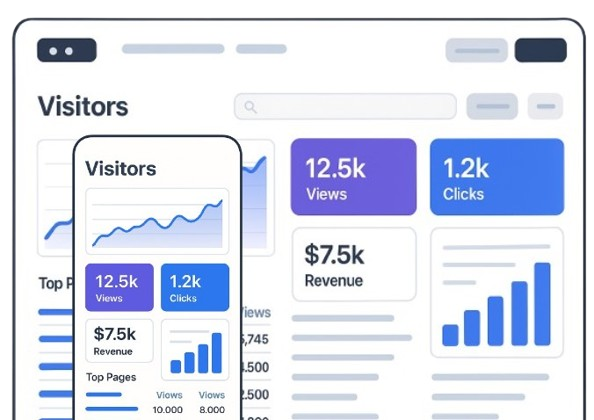 Visitors
12.5k
Views
1.2k
Clicks
$7.5k
Revenue
Top P
Views
5,745
4.500
2.500
Visitors
12.5k
Views
1.2k
Clicks
$7.5k
Revenue
Top Pages
Views Views
10.000 8.000